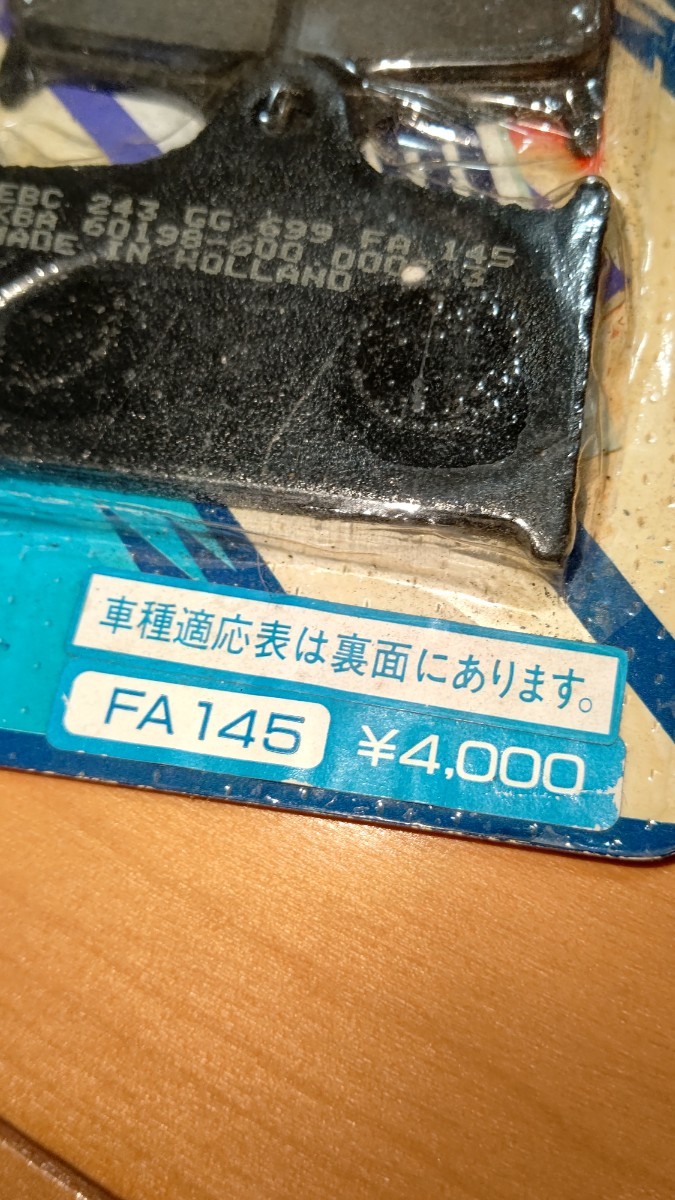 EBC 243 GG 699 FA 145
KBA 60198-600 000
MADE IN HOLLAND
車種適応表は裏面にあります。
FA145
¥4,000